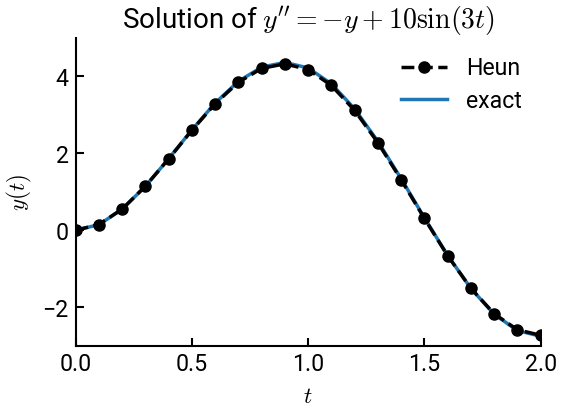 Solution of y'' = −y + 10sin(3t)
Heun
exact
y(t)
4
2
0
−2
0.0 0.5 1.0 1.5 2.0
t